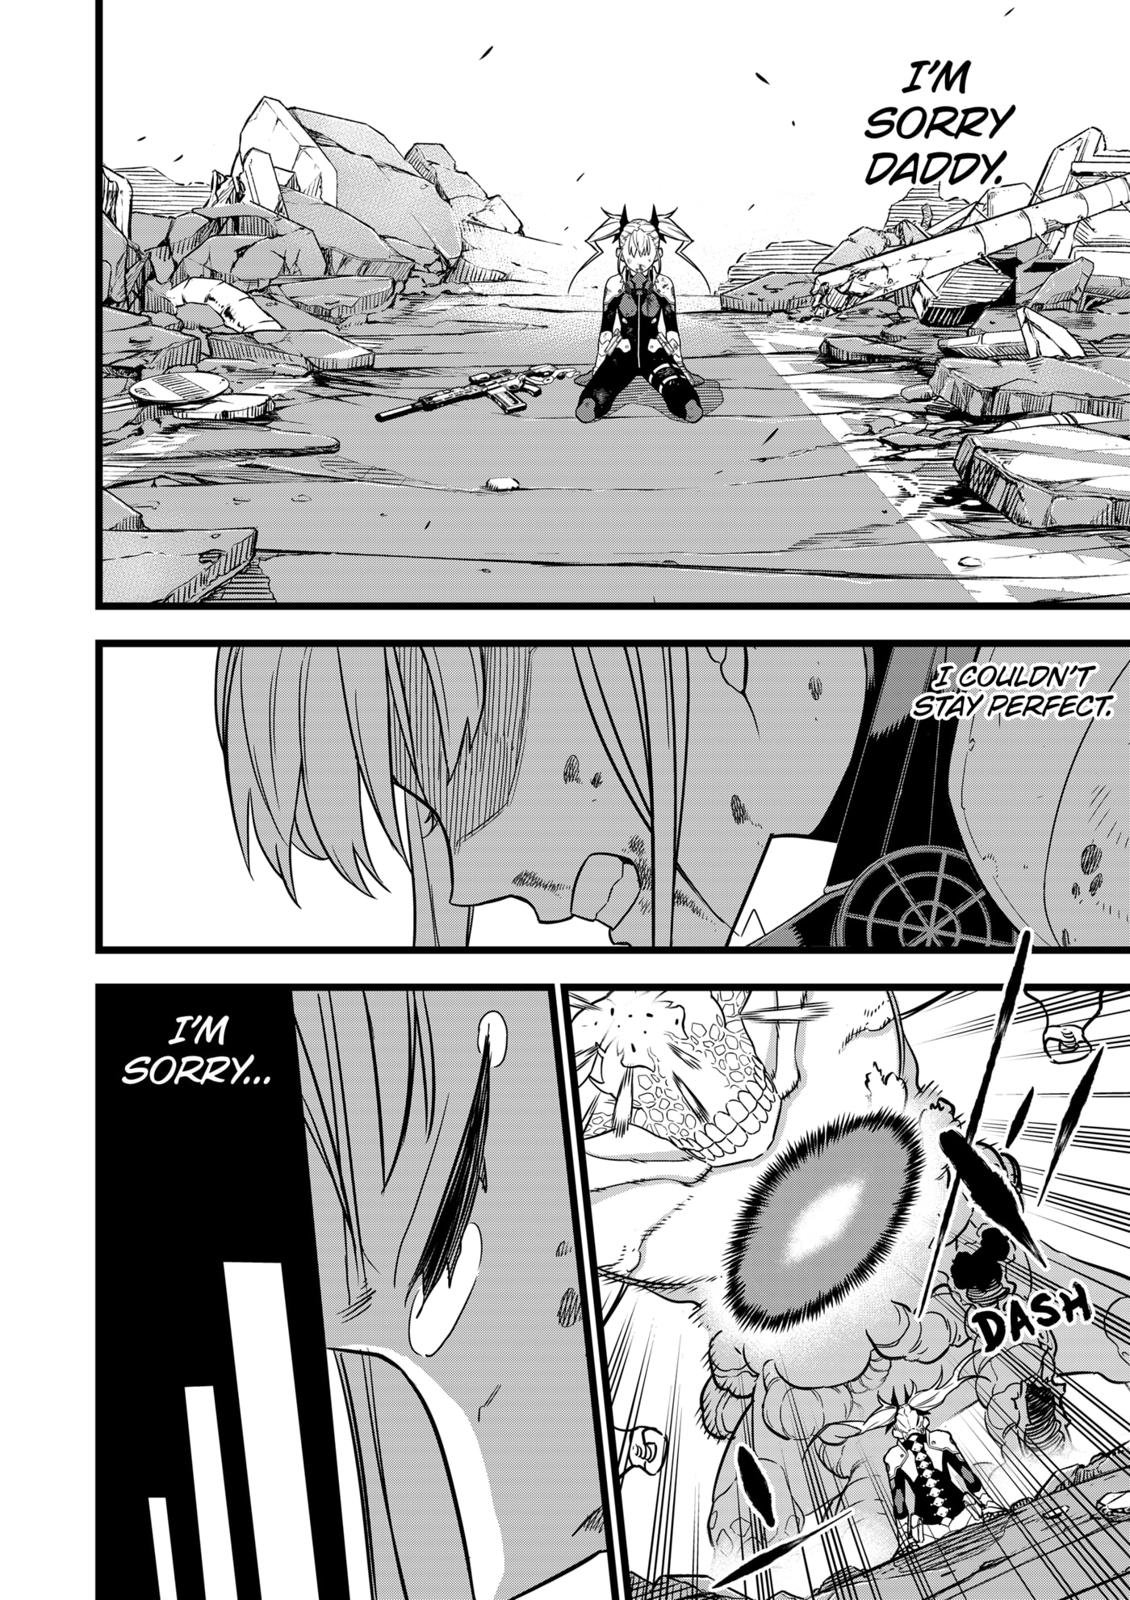 I'M
SORRY
DADDY.
I COULDN'T
STAY PERFECT.
DASH
I'M
SORRY...